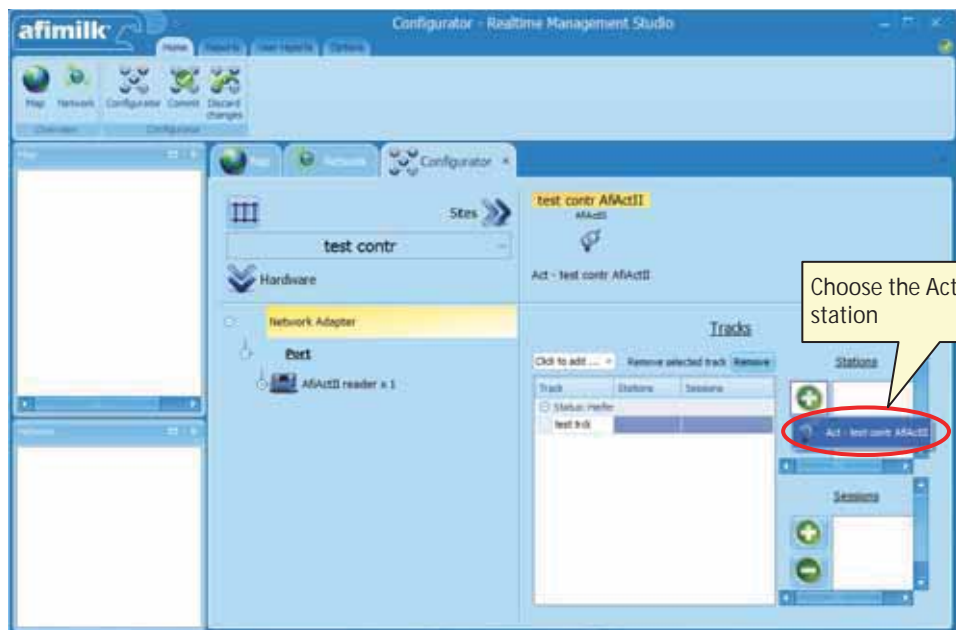 afimilk
Configurator - Realtime Management Studio
Home Reports User reports Options
Map Network Configurator Commit Discard changes
Overview Configurator
Map
Map Network Configurator
Sites
test contr
Hardware
Network Adapter
Port
AfiActII reader x 1
test contr AfiActII
AfiActII
Act - test contr AfiActII
Choose the Act
station
Tracks
Click to add ... Remove selected track Remove
Stations
Track Stations Sessions
Status: Heifer
test trck
Act - test contr AfiActII
Sessions
Network